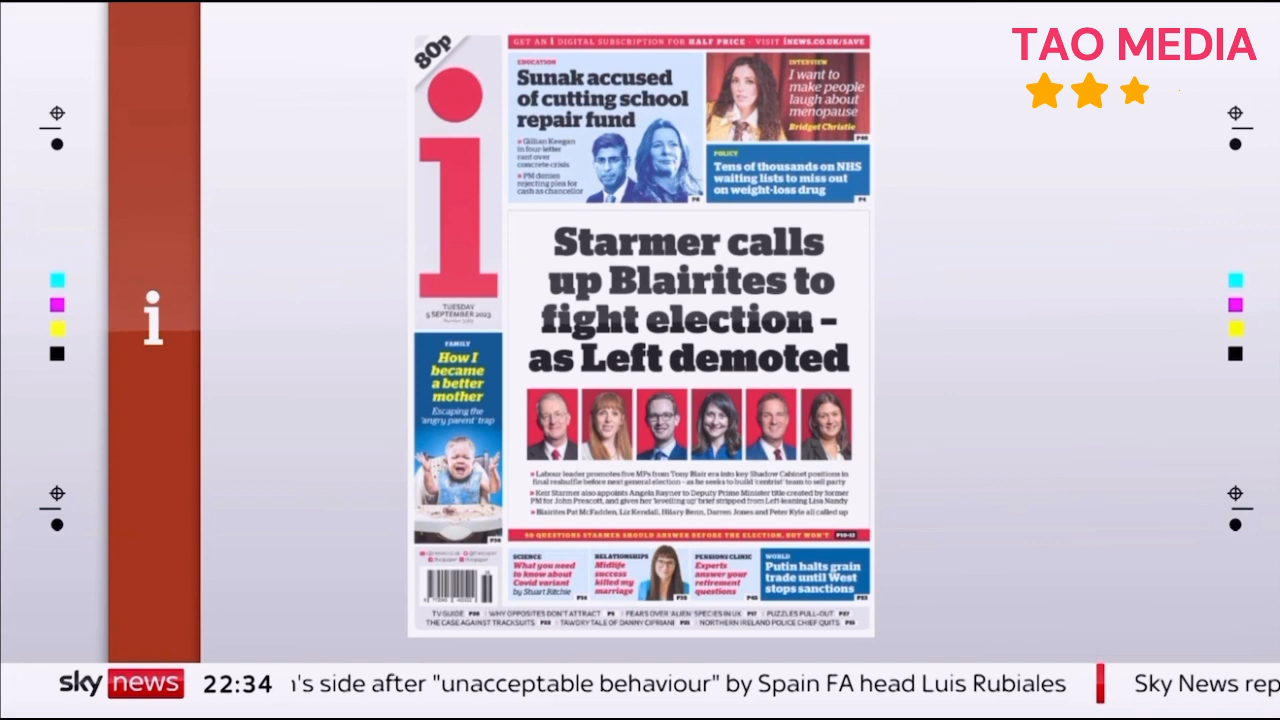 TAO MEDIA
80p
i
TUESDAY
5 SEPTEMBER 2023
GET AN i DIGITAL SUBSCRIPTION FOR HALF PRICE - VISIT iNEWS.CO.UK/SAVE
EDUCATION
Sunak accused
of cutting school
repair fund
» Gillian Keegan
in four-letter
rant over
concrete crisis
» PM denies
rejecting plea for
cash as chancellor
P8
INTERVIEW
I want to
make people
laugh about
menopause
Bridget Christie
POLICY
Tens of thousands on NHS
waiting lists to miss out
on weight-loss drug
P4
Starmer calls
up Blairites to
fight election –
as Left demoted
» Labour leader promotes five MPs from Tony Blair era into key Shadow Cabinet positions in
final reshuffle before next general election – as he seeks to build 'centrist' team to sell party
» Keir Starmer also appoints Angela Rayner to Deputy Prime Minister title created by former
PM for John Prescott, and gives her 'levelling up' brief stripped from Left-leaning Lisa Nandy
» Blairites Pat McFadden, Liz Kendall, Hilary Benn, Darren Jones and Peter Kyle all called up
50 QUESTIONS STARMER SHOULD ANSWER BEFORE THE ELECTION, BUT WON'T P10-13
FAMILY
How I
became
a better
mother
Escaping the
'angry parent' trap
SCIENCE
What you need
to know about
Covid variant
by Stuart Ritchie
RELATIONSHIPS
Midlife
success
killed my
marriage
PENSIONS CLINIC
Experts
answer your
retirement
questions
WORLD
Putin halts grain
trade until West
stops sanctions
TV GUIDE WHY OPPOSITES DON'T ATTRACT FEARS OVER 'ALIEN' SPECIES IN UK PUZZLES PULL-OUT
THE CASE AGAINST TRACKSUITS TAWDRY TALE OF DANNY CIPRIANI NORTHERN IRELAND POLICE CHIEF QUITS
i
sky news 22:34 's side after "unacceptable behaviour" by Spain FA head Luis Rubiales Sky News rep